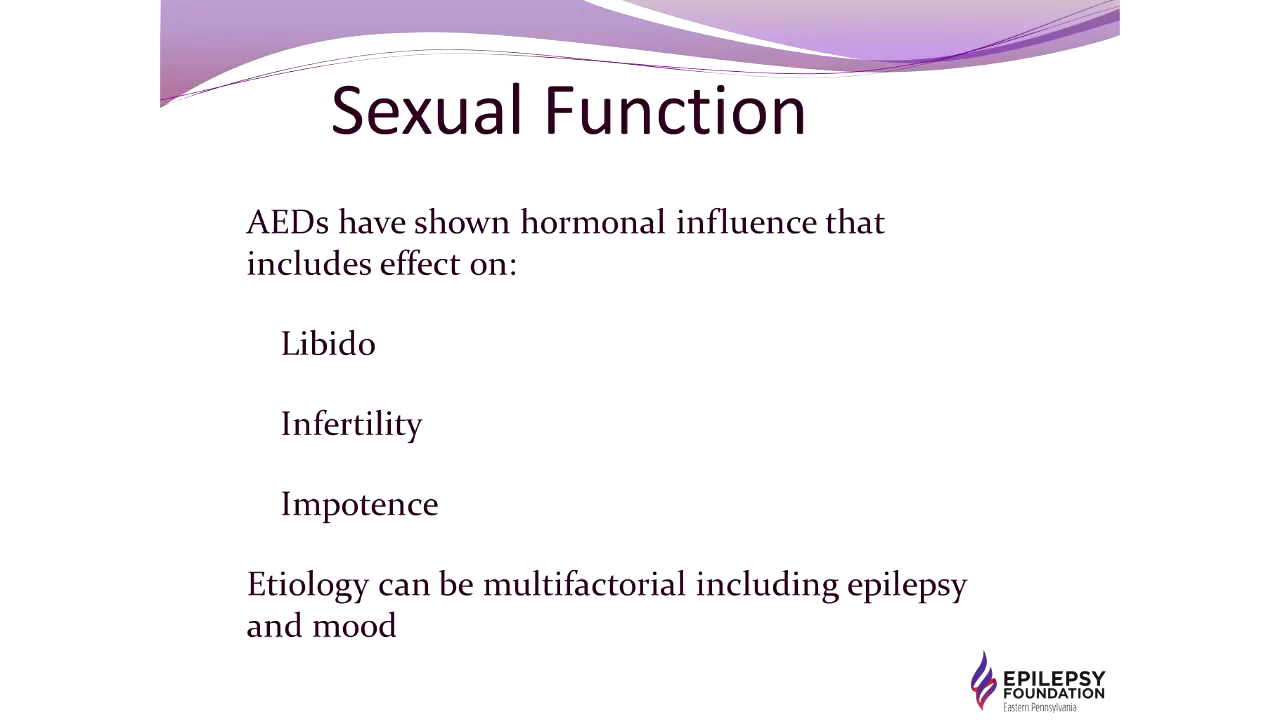 Sexual Function
AEDs have shown hormonal influence that
includes effect on:
Libido
Infertility
Impotence
Etiology can be multifactorial including epilepsy
and mood
EPILEPSY
FOUNDATION
Eastern Pennsylvania